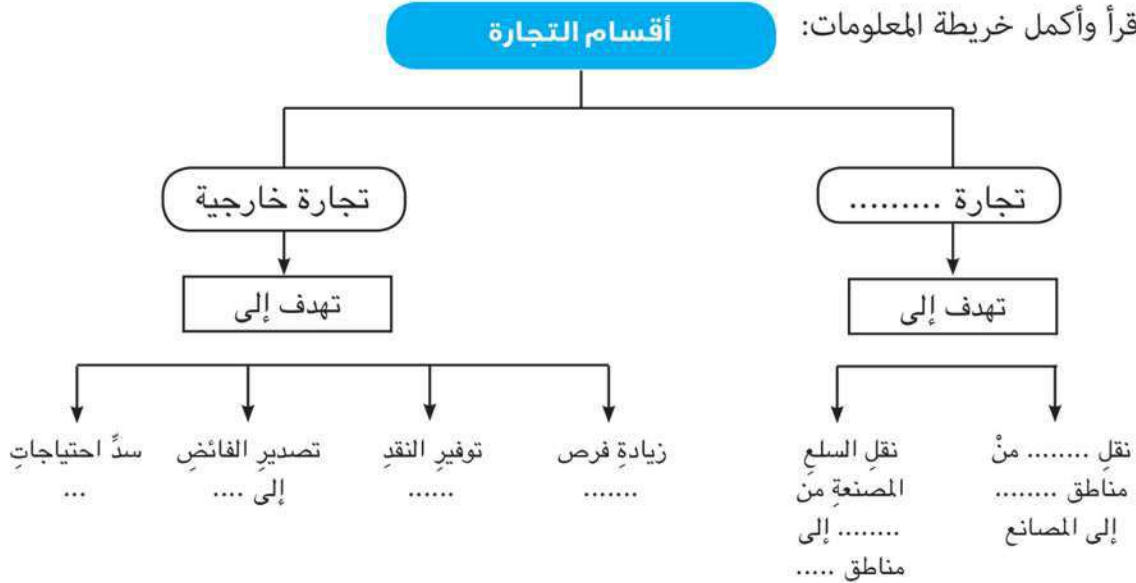 قرأ وأكمل خريطة المعلومات:
أقسام التجارة
تجارة .........
تجارة خارجية
تهدف إلى
تهدف إلى
نقلِ ........ منْ
مناطق ........
إلى المصانع
نقلِ السلعِ
المصنعةِ من
........ إلى
مناطق .....
زيادةِ فرص
.......
توفيرِ النقدِ
......
تصديرِ الفائضِ
إلى ....
سدِّ احتياجاتِ
...